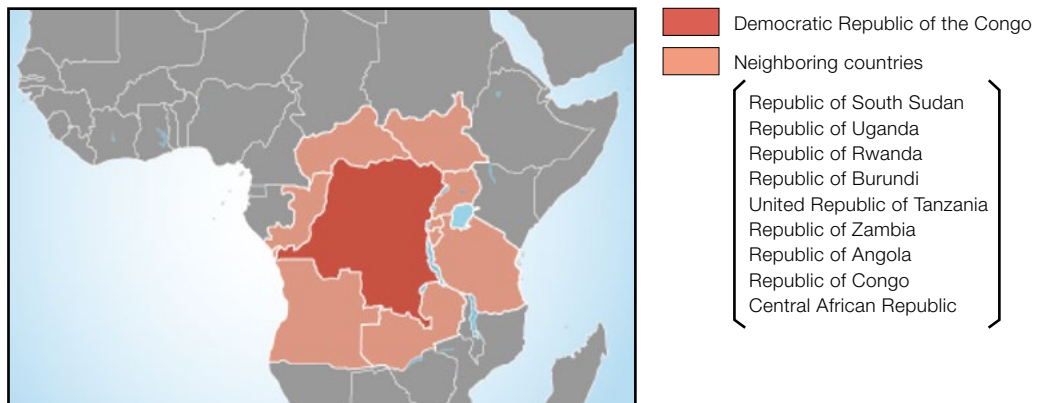 Democratic Republic of the Congo
Neighboring countries
Republic of South Sudan
Republic of Uganda
Republic of Rwanda
Republic of Burundi
United Republic of Tanzania
Republic of Zambia
Republic of Angola
Republic of Congo
Central African Republic